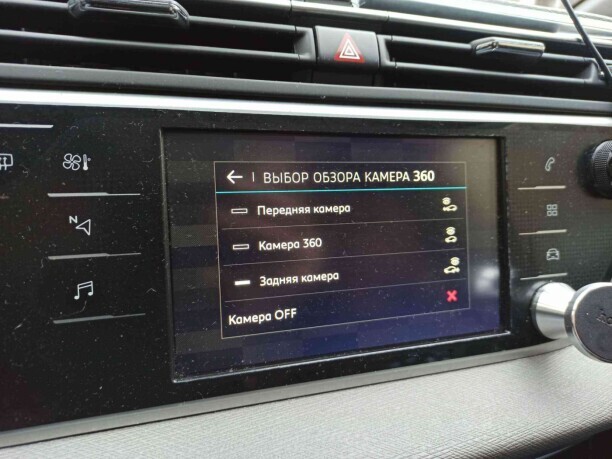 ВЫБОР ОБЗОРА КАМЕРА 360
Передняя камера
Камера 360
Задняя камера
Камера OFF
N